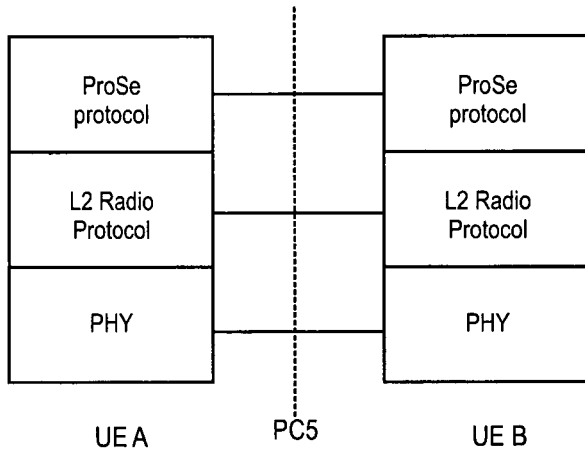 ProSe
protocol
ProSe
protocol
L2 Radio
Protocol
L2 Radio
Protocol
PHY
PHY
UE A
PC5
UE B